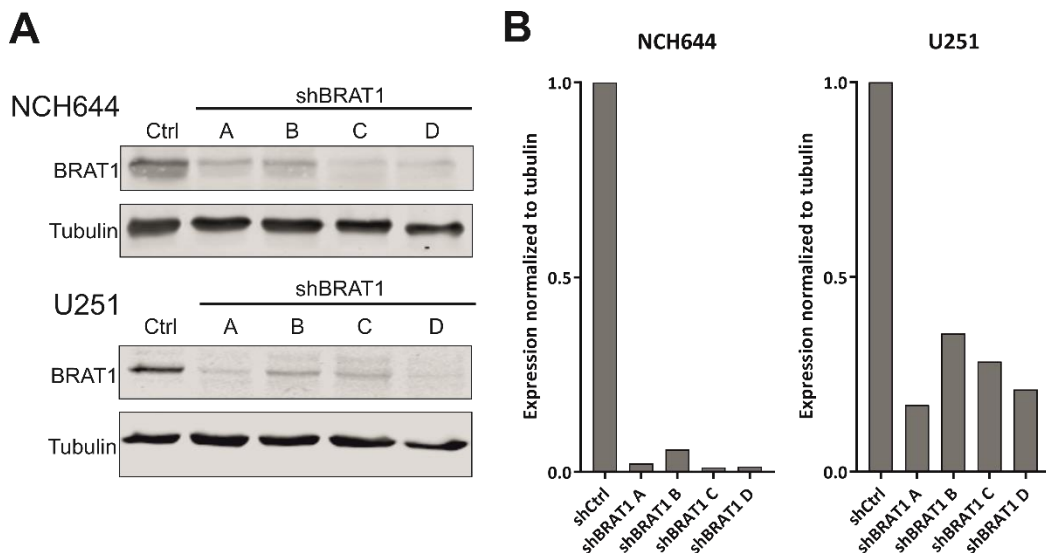 A
NCH644
shBRAT1
Ctrl A B C D
BRAT1
Tubulin
U251
shBRAT1
Ctrl A B C D
BRAT1
Tubulin
B
NCH644
Expression normalized to tubulin
1.0
0.5
0.0
shCtrl
shBRAT1 A
shBRAT1 B
shBRAT1 C
shBRAT1 D
U251
Expression normalized to tubulin
1.0
0.5
0.0
shCtrl
shBRAT1 A
shBRAT1 B
shBRAT1 C
shBRAT1 D